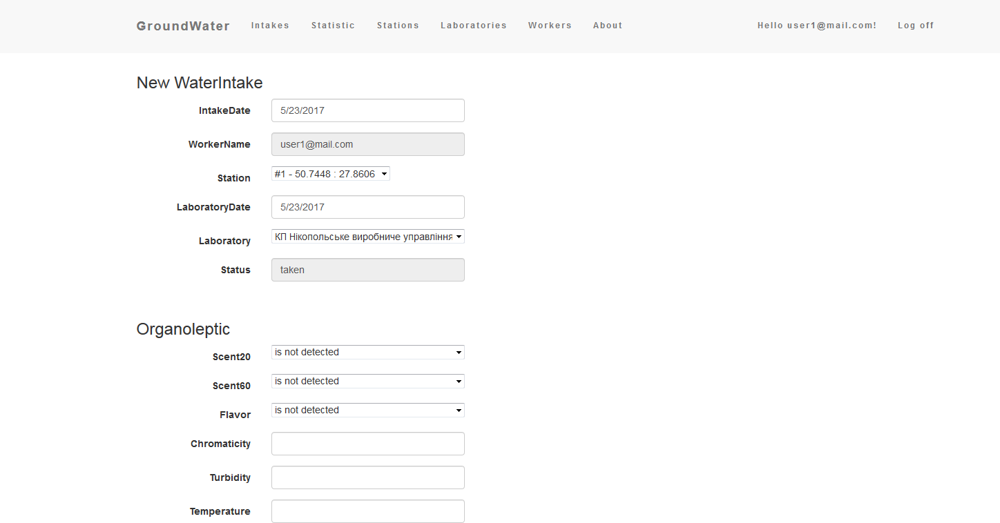 GroundWater Intakes Statistic Stations Laboratories Workers About Hello user1@mail.com! Log off
New WaterIntake
IntakeDate 5/23/2017
WorkerName user1@mail.com
Station #1 - 50.7448 : 27.8606
LaboratoryDate 5/23/2017
Laboratory КП Нікопольське виробниче управління
Status taken
Organoleptic
Scent20 is not detected
Scent60 is not detected
Flavor is not detected
Chromaticity
Turbidity
Temperature